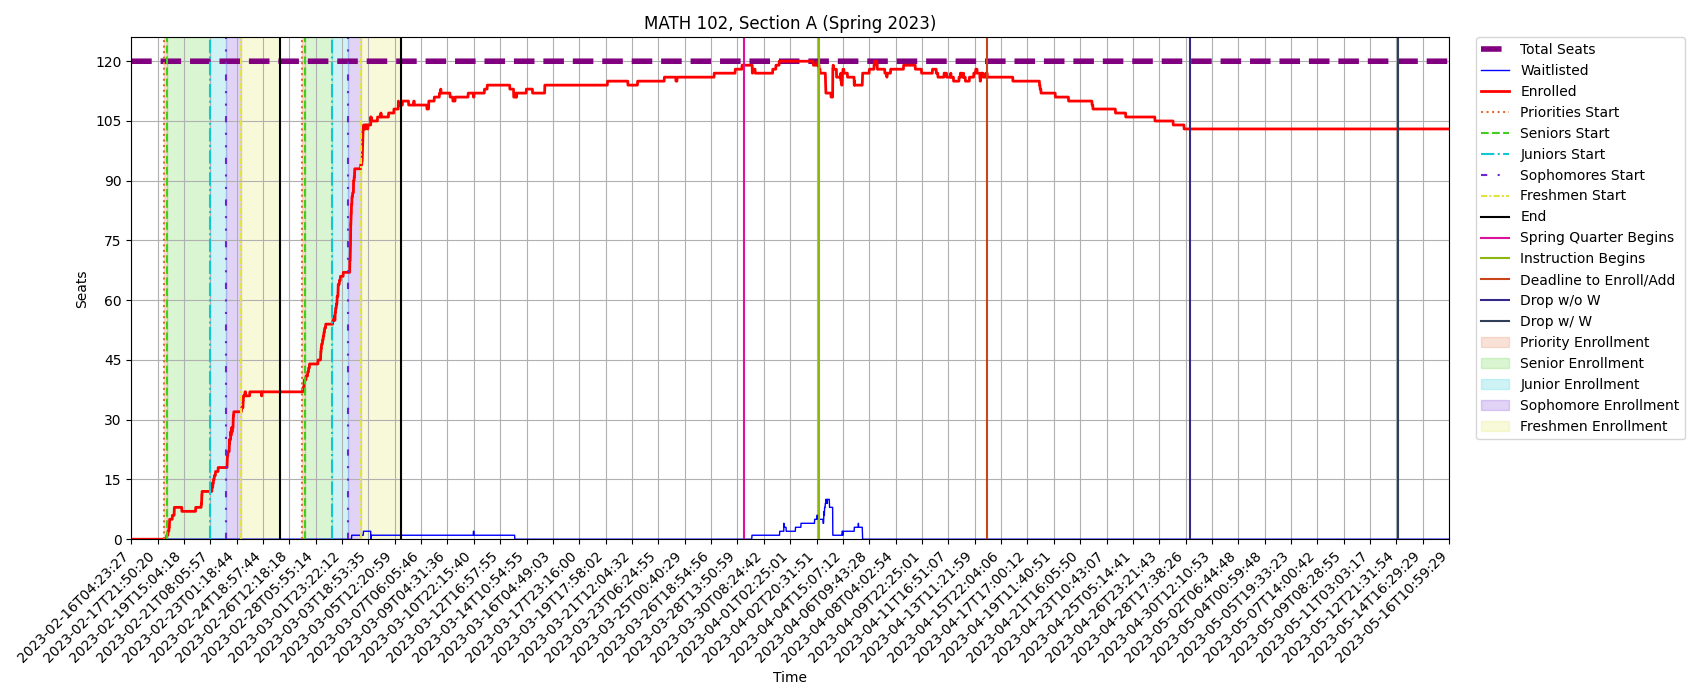 MATH 102, Section A (Spring 2023)
Seats
120
105
90
75
60
45
30
15
0
2023-02-16T04:23:27
2023-02-17T21:50:20
2023-02-19T15:04:18
2023-02-21T08:05:57
2023-02-23T01:18:44
2023-02-24T18:57:44
2023-02-26T12:18:18
2023-02-28T05:55:14
2023-03-01T23:22:12
2023-03-03T18:53:35
2023-03-05T12:20:59
2023-03-07T06:05:46
2023-03-09T04:31:36
2023-03-10T22:15:40
2023-03-12T16:57:55
2023-03-14T10:54:55
2023-03-16T04:49:03
2023-03-17T23:16:00
2023-03-19T17:58:02
2023-03-21T12:04:32
2023-03-23T06:24:55
2023-03-25T00:40:29
2023-03-26T18:54:56
2023-03-28T13:50:59
2023-03-30T08:24:42
2023-04-01T02:25:01
2023-04-02T20:31:51
2023-04-04T15:07:12
2023-04-06T09:43:28
2023-04-08T04:02:54
2023-04-09T22:25:01
2023-04-11T16:51:07
2023-04-13T11:21:59
2023-04-15T22:04:06
2023-04-17T17:00:12
2023-04-19T11:40:51
2023-04-21T16:05:50
2023-04-23T10:43:07
2023-04-25T05:14:41
2023-04-26T23:21:43
2023-04-28T17:38:26
2023-04-30T12:10:53
2023-05-02T06:44:48
2023-05-04T00:59:48
2023-05-05T19:33:23
2023-05-07T14:00:42
2023-05-09T08:28:55
2023-05-11T03:03:17
2023-05-12T21:31:54
2023-05-14T16:29:29
2023-05-16T10:59:29
Time
Total Seats
Waitlisted
Enrolled
Priorities Start
Seniors Start
Juniors Start
Sophomores Start
Freshmen Start
End
Spring Quarter Begins
Instruction Begins
Deadline to Enroll/Add
Drop w/o W
Drop w/ W
Priority Enrollment
Senior Enrollment
Junior Enrollment
Sophomore Enrollment
Freshmen Enrollment